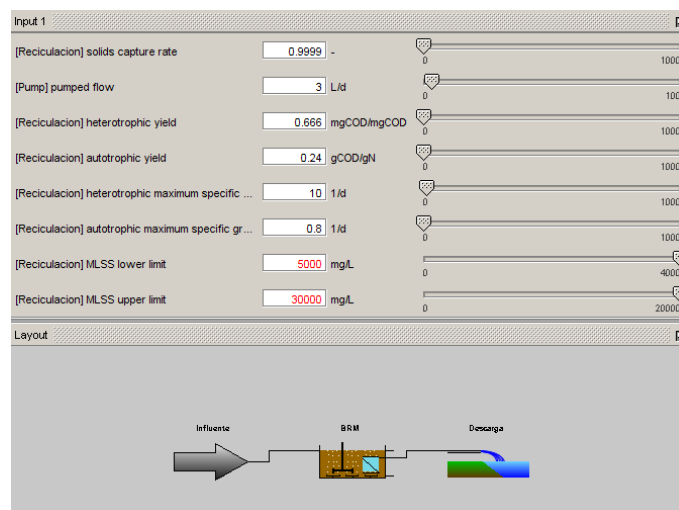 Input 1
[Reciculacion] solids capture rate 0.9999 -
0 1000
[Pump] pumped flow 3 L/d
0 100
[Reciculacion] heterotrophic yield 0.666 mgCOD/mgCOD
0 1000
[Reciculacion] autotrophic yield 0.24 gCOD/gN
0 1000
[Reciculacion] heterotrophic maximum specific ... 10 1/d
0 1000
[Reciculacion] autotrophic maximum specific gr... 0.8 1/d
0 1000
[Reciculacion] MLSS lower limit 5000 mg/L
0 4000
[Reciculacion] MLSS upper limit 30000 mg/L
0 20000
Layout
Influente BRM Descarga